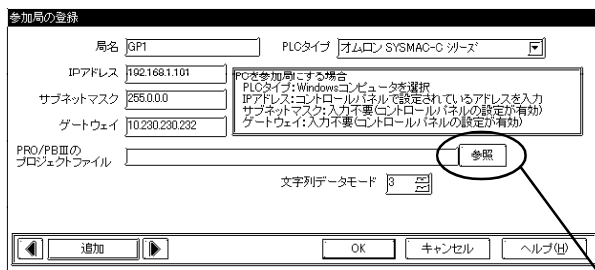 参加局の登録
局名 GP1 PLCタイプ オムロン SYSMAC-C シリーズ
IPアドレス 192.168.1.101
サブネットマスク 255.0.0.0
ゲートウェイ 10.230.230.232
PCを参加局にする場合
PLCタイプ:Windowsコンピュータを選択
IPアドレス:コントロールパネルで設定されているアドレスを入力
サブネットマスク:入力不要(コントロールパネルの設定が有効)
ゲートウェイ:入力不要(コントロールパネルの設定が有効)
PRO/PBⅢの
プロジェクトファイル 参照
文字列データモード 3
追加 OK キャンセル ヘルプ(H)